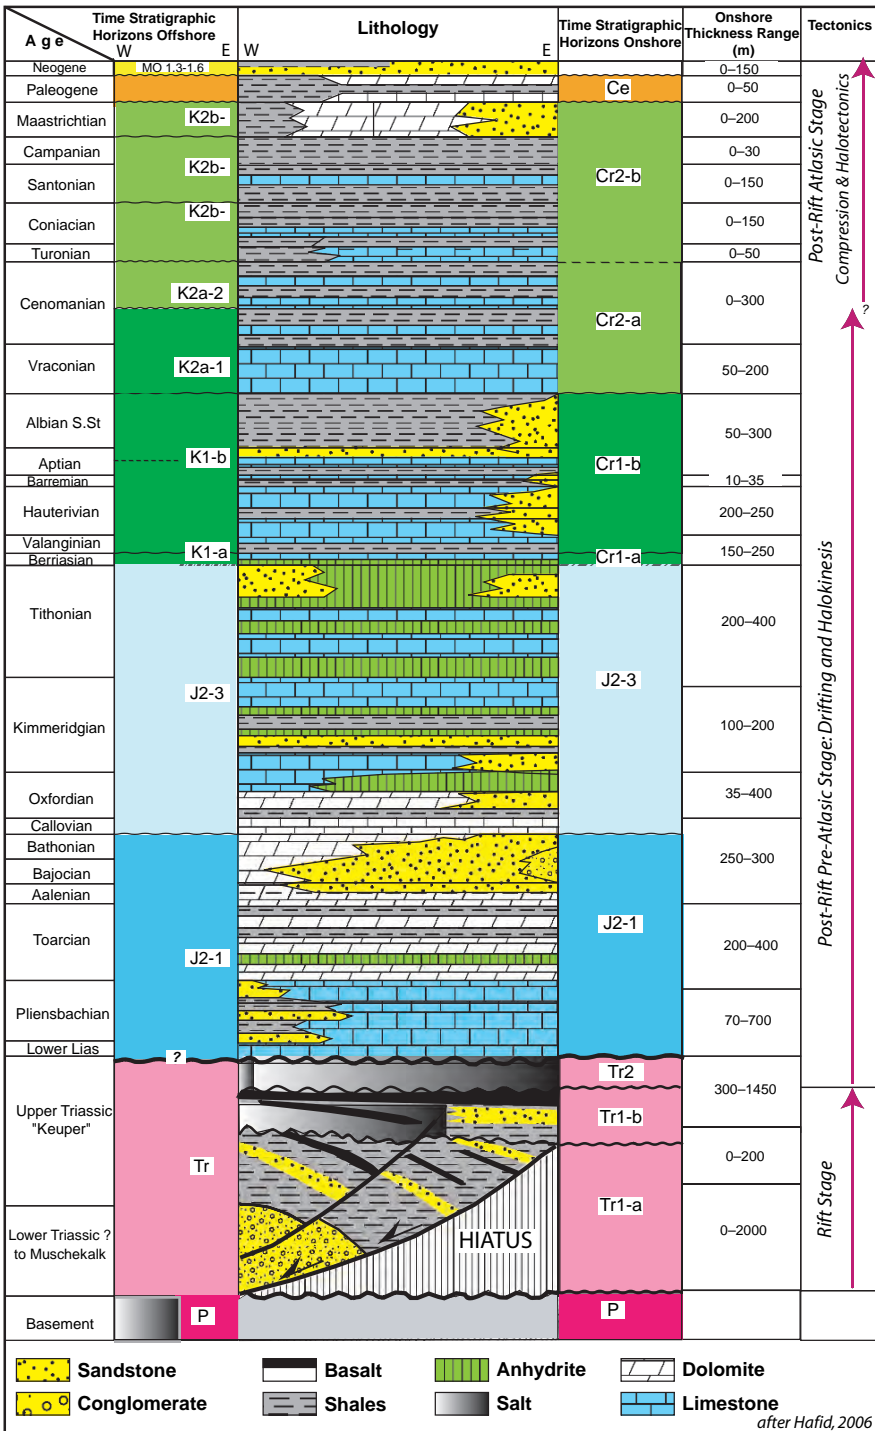 Age
Time Stratigraphic
Horizons Offshore
W E
Lithology
W E
Time Stratigraphic
Horizons Onshore
Onshore
Thickness Range
(m)
Tectonics
Neogene
MO 1.3-1.6
0–150
Paleogene
Ce
0–50
Maastrichtian
K2b-
0–200
Campanian
K2b-
0–30
Santonian
Cr2-b
0–150
Coniacian
K2b-
0–150
Turonian
0–50
Cenomanian
K2a-2
Cr2-a
0–300
Vraconian
K2a-1
50–200
Albian S.St
50–300
Aptian
K1-b
Cr1-b
Barremian
10–35
Hauterivian
200–250
Valanginian
K1-a
Cr1-a
150–250
Berriasian
Tithonian
200–400
J2-3
J2-3
Kimmeridgian
100–200
Oxfordian
35–400
Callovian
Bathonian
250–300
Bajocian
Aalenian
Toarcian
J2-1
J2-1
200–400
Pliensbachian
70–700
Lower Lias
?
Tr2
300–1450
Upper Triassic
"Keuper"
Tr1-b
Tr
0–200
Tr1-a
Lower Triassic ?
to Muschekalk
HIATUS
0–2000
Basement
P
P
Post-Rift Atlasic Stage
Compression & Halotectonics
?
Post-Rift Pre-Atlasic Stage: Drifting and Halokinesis
Rift Stage
Sandstone
Basalt
Anhydrite
Dolomite
Conglomerate
Shales
Salt
Limestone
after Hafid, 2006